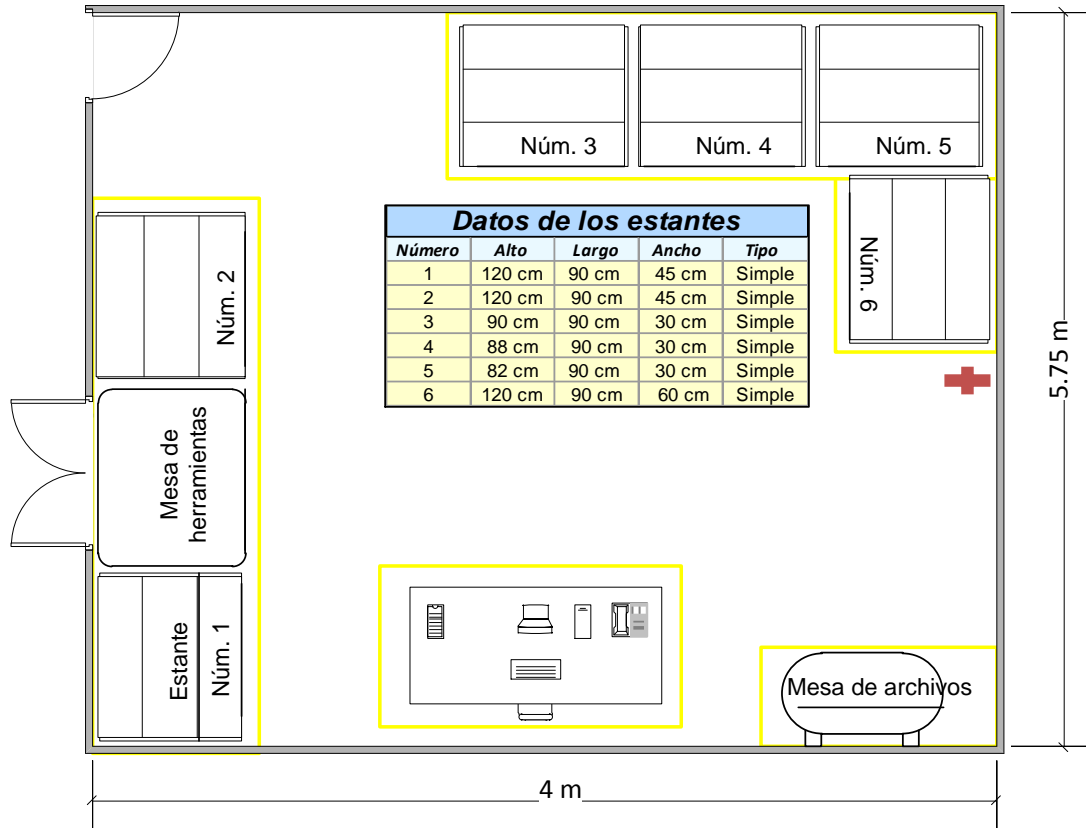 Núm. 3
Núm. 4
Núm. 5
Núm. 6
Núm. 2
Mesa de
herramientas
Estante
Núm. 1
Datos de los estantes
Número Alto Largo Ancho Tipo
1 120 cm 90 cm 45 cm Simple
2 120 cm 90 cm 45 cm Simple
3 90 cm 90 cm 30 cm Simple
4 88 cm 90 cm 30 cm Simple
5 82 cm 90 cm 30 cm Simple
6 120 cm 90 cm 60 cm Simple
5.75 m
Mesa de archivos
4 m